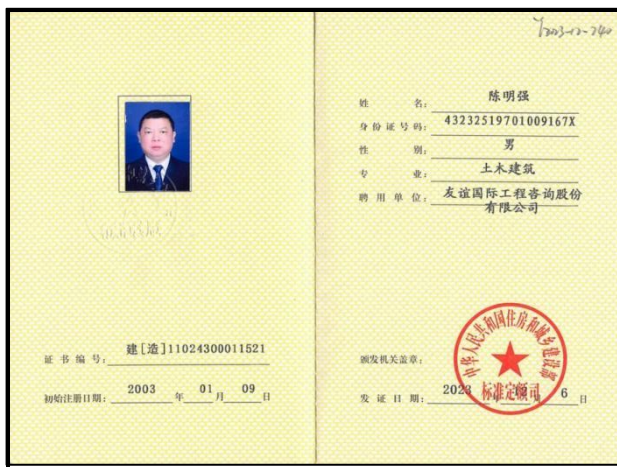 证 书 编 号： 建[造]11024300011521
初始注册日期： 2003 年 01 月 09 日
姓 名： 陈明强
身 份 证 号 码： 43232519701009167X
性 别： 男
专 业： 土木建筑
聘 用 单 位： 友谊国际工程咨询股份
有限公司
颁发机关盖章：
中华人民共和国住房和城乡建设部
标准定额司
发 证 日 期： 2023 年 12 月 6 日